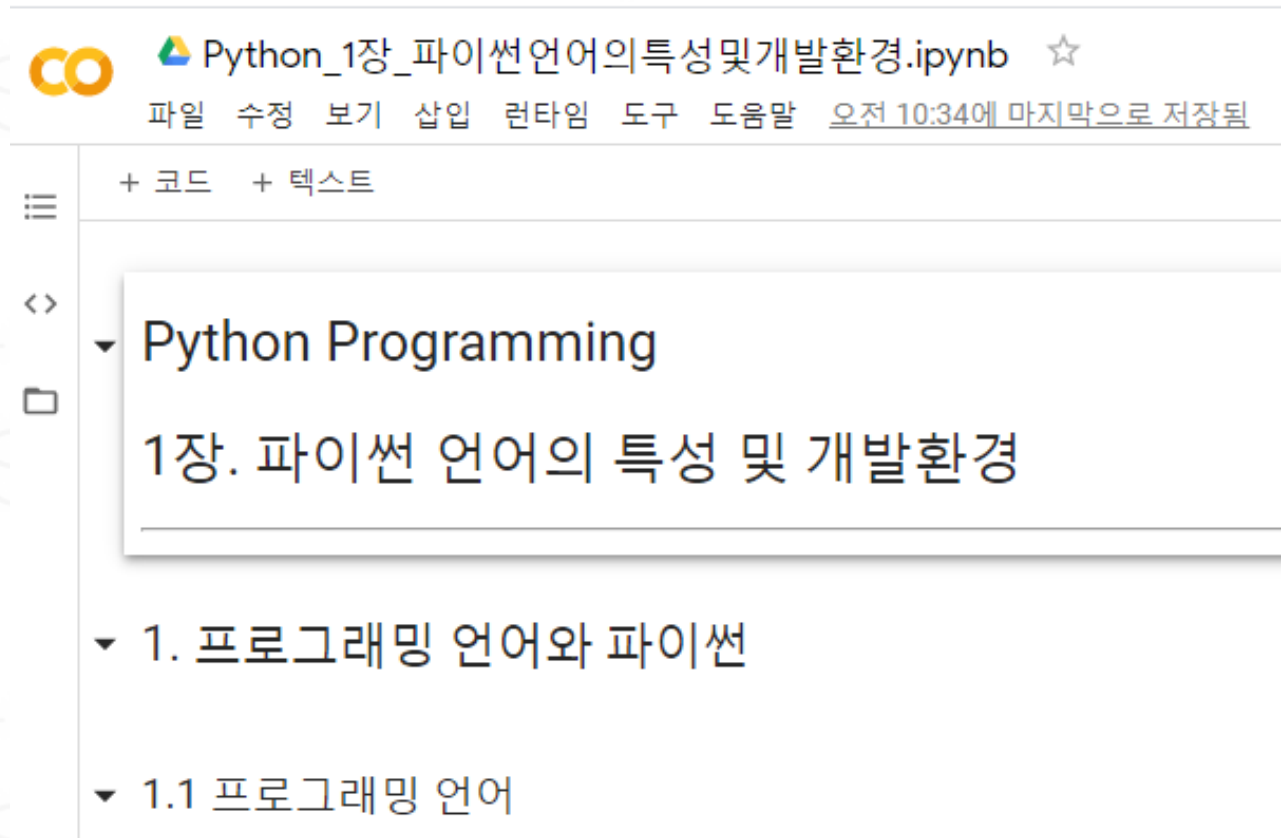 Python_1장_파이썬언어의특성및개발환경.ipynb
파일 수정 보기 삽입 런타임 도구 도움말 오전 10:34에 마지막으로 저장됨
+ 코드 + 텍스트
Python Programming
1장. 파이썬 언어의 특성 및 개발환경
1. 프로그래밍 언어와 파이썬
1.1 프로그래밍 언어